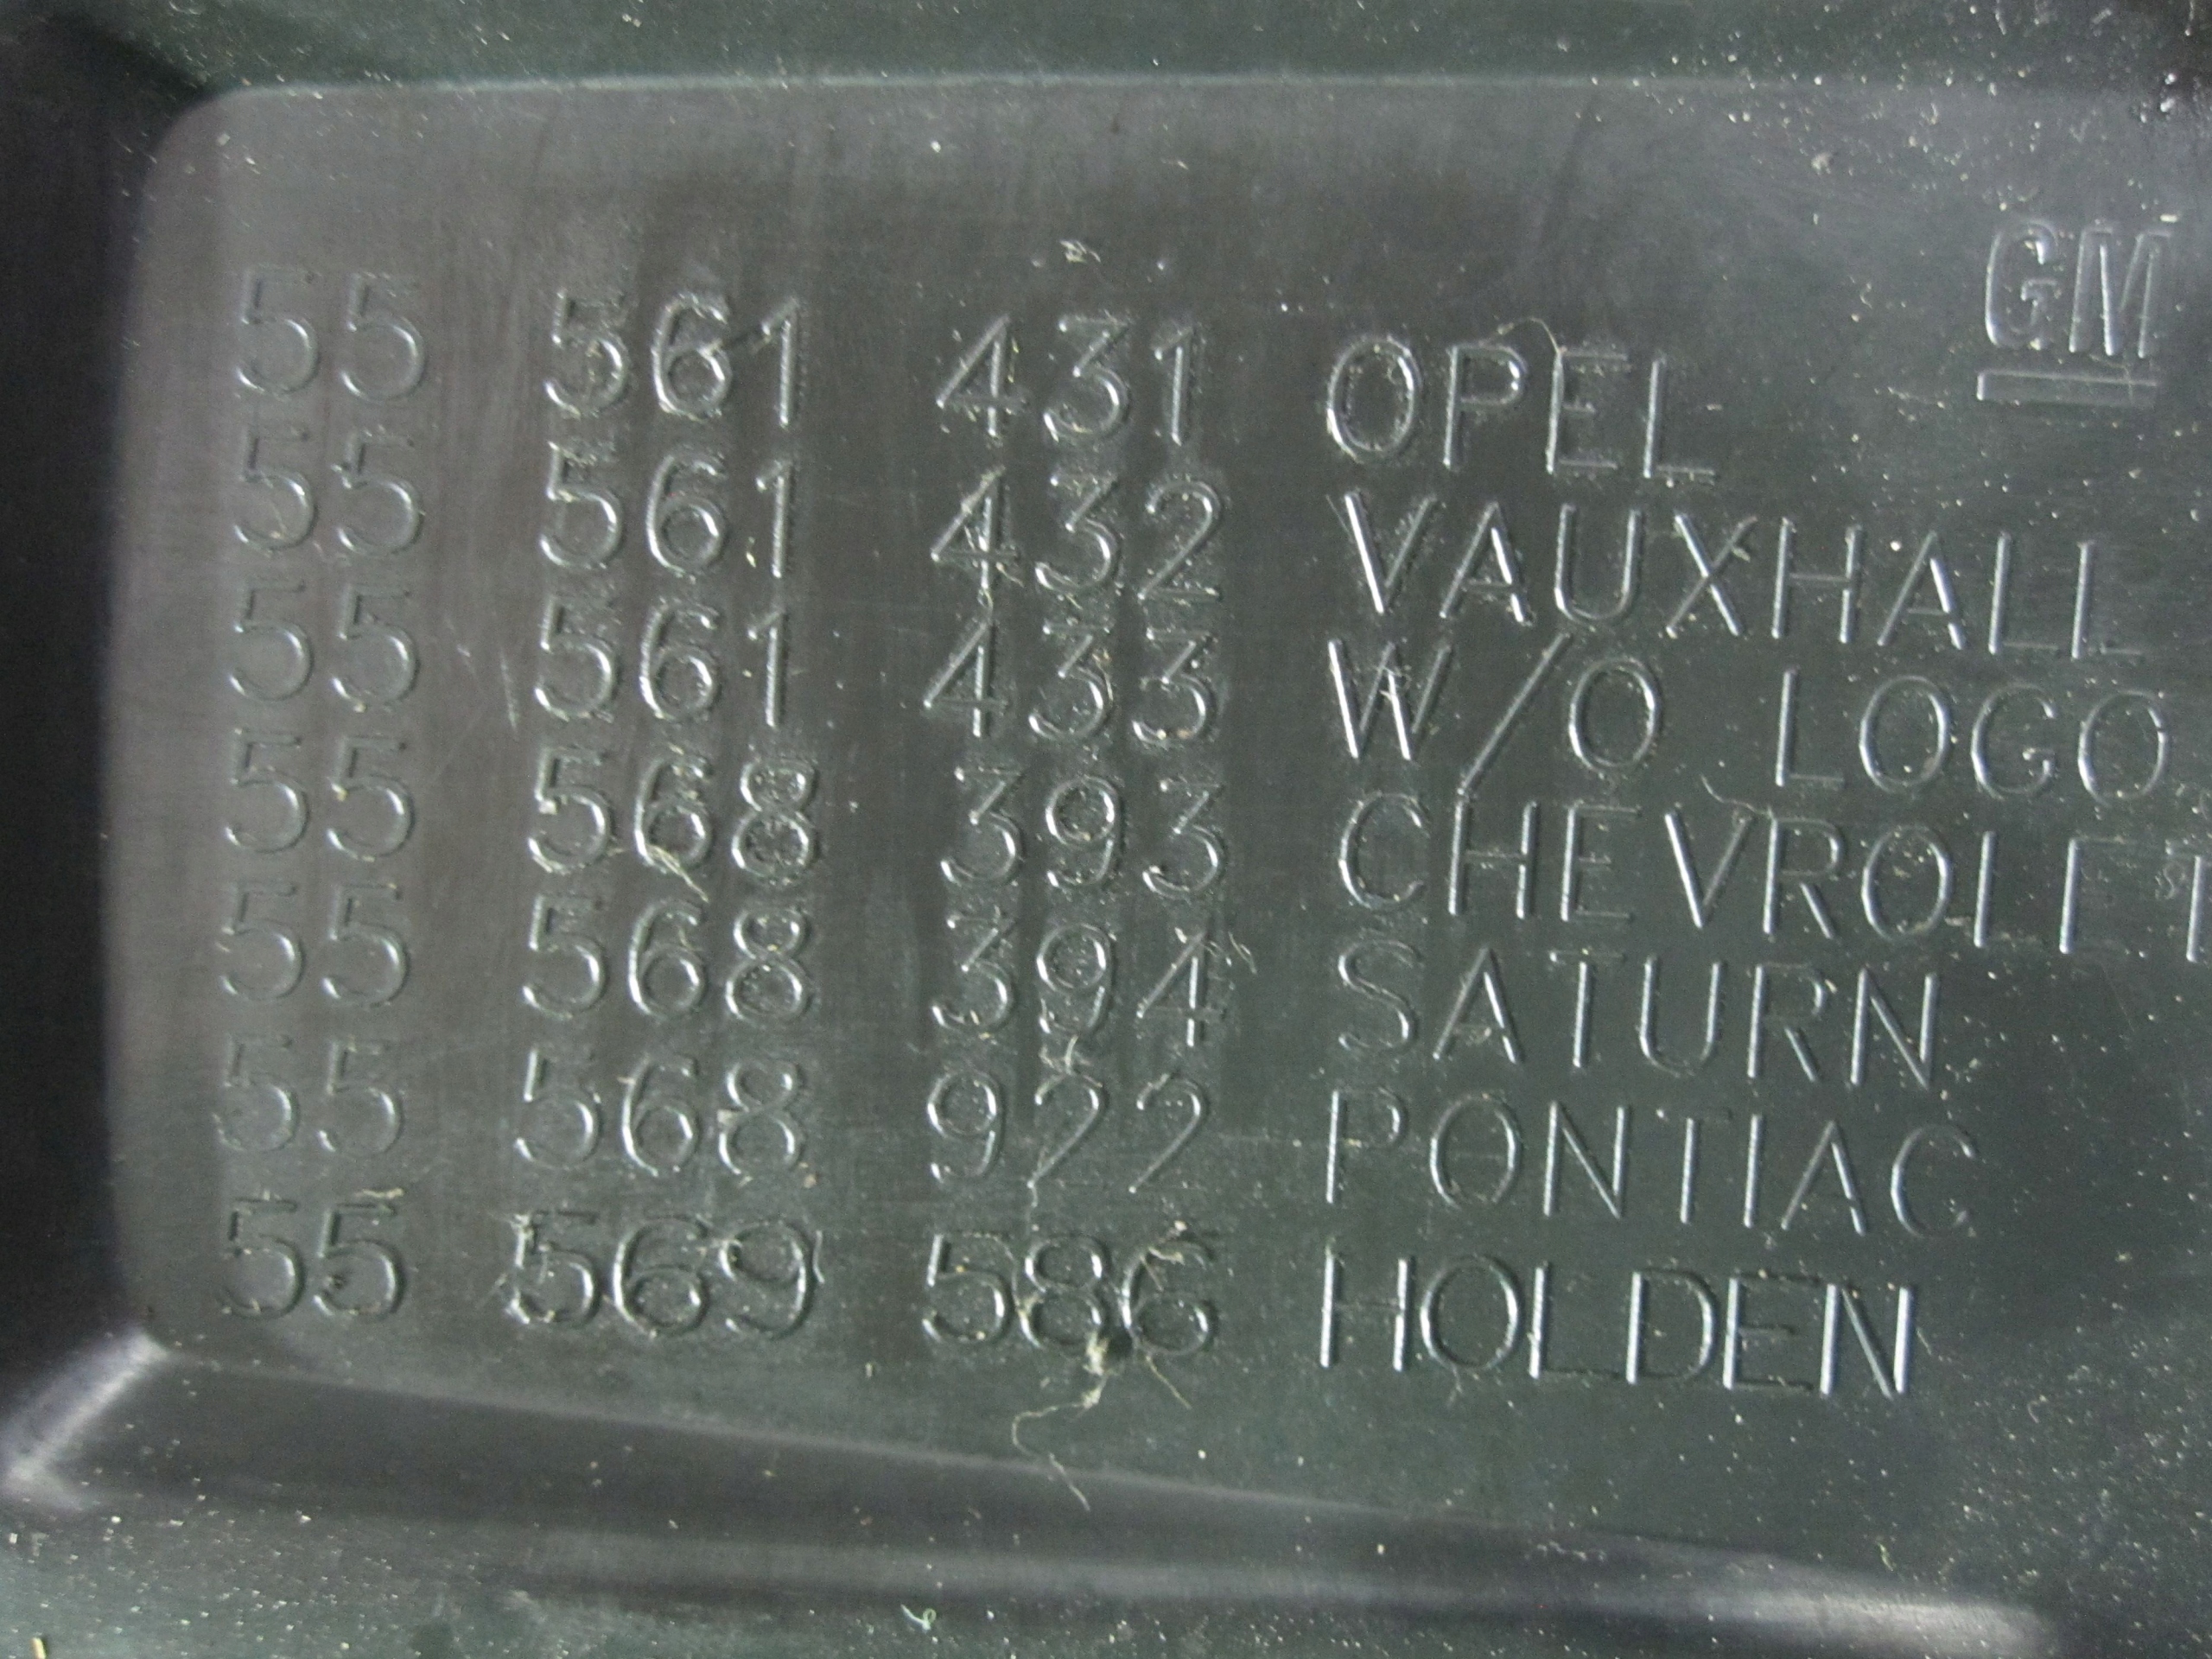 GM
55 561 431 OPEL
55 561 432 VAUXHALL
55 561 433 W/O LOGO
55 568 393 CHEVROLET
55 568 394 SATURN
55 568 922 PONTIAC
55 569 586 HOLDEN